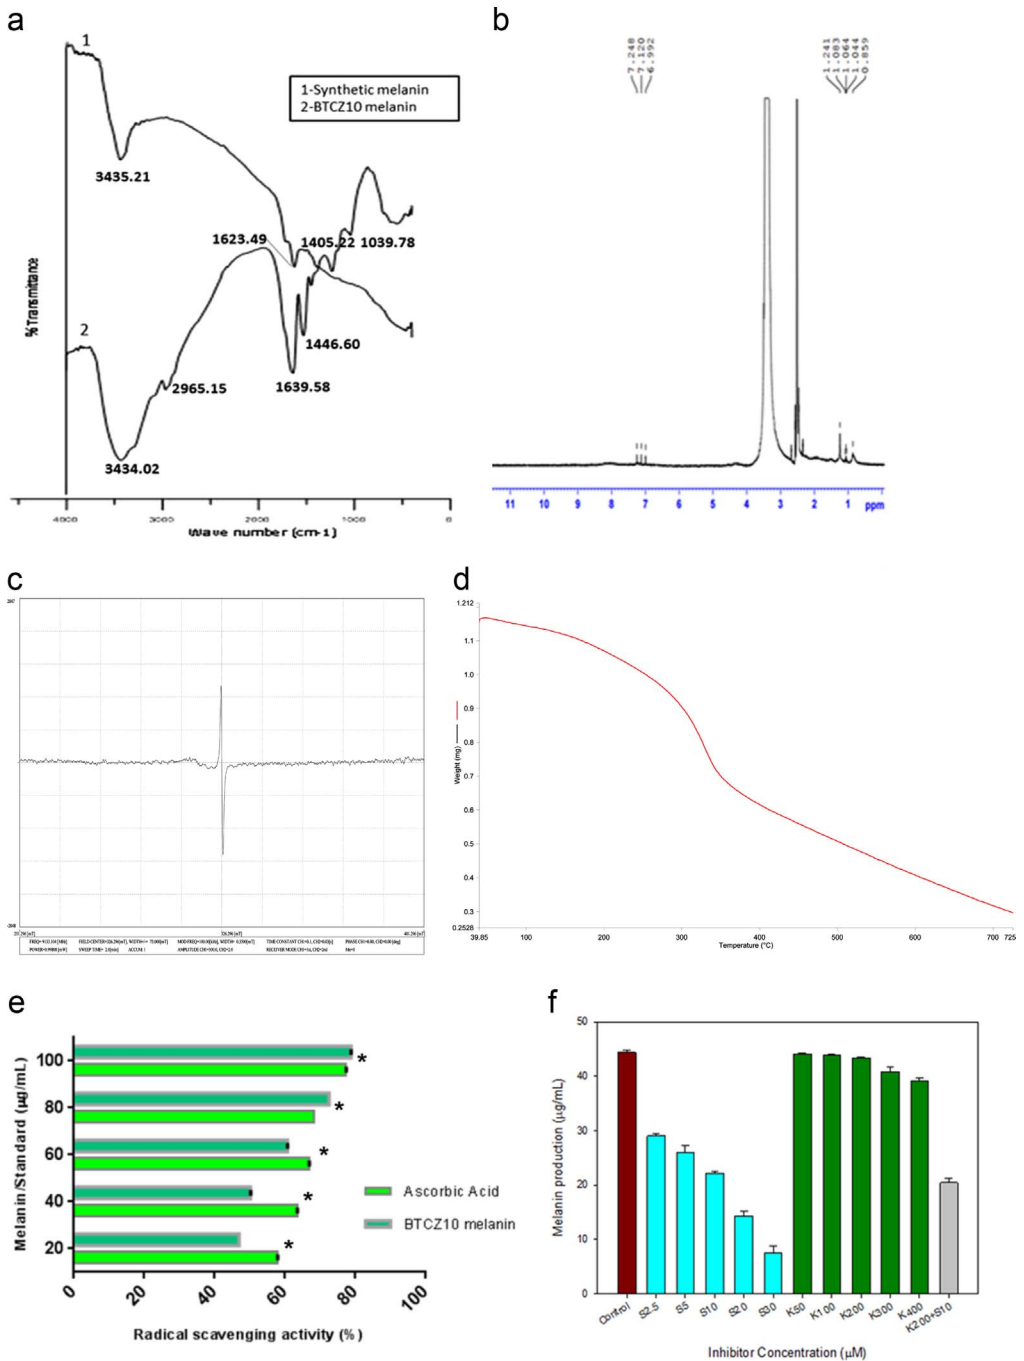 a
1
1-Synthetic melanin
2-BTCZ10 melanin
3435.21
1623.49
1405.22 1039.78
%Transmittance
2
1446.60
2965.15
1639.58
3434.02
4000 3000 2000 1000 0
Wave number (cm-1)
b
7.248
7.120
6.992
1.241
1.083
1.064
1.044
0.859
11 10 9 8 7 6 5 4 3 2 1 ppm
c
d
1.212
1.1
1.0
0.9
0.8
0.7
0.6
0.5
0.4
0.3
0.2528
Weight (mg)
39.85 100 200 300 400 500 600 700 725
Temperature (°C)
e
Melanin/Standard (µg/mL)
100
80
60
40
20
*
*
*
*
*
Ascorbic Acid
BTCZ10 melanin
0 20 40 60 80 100
Radical scavenging activity (%)
f
Melanin production (µg/mL)
50
40
30
20
10
0
Control S2.5 S5 S10 S20 S30 K50 K100 K200 K300 K400 K200+S10
Inhibitor Concentration (µM)